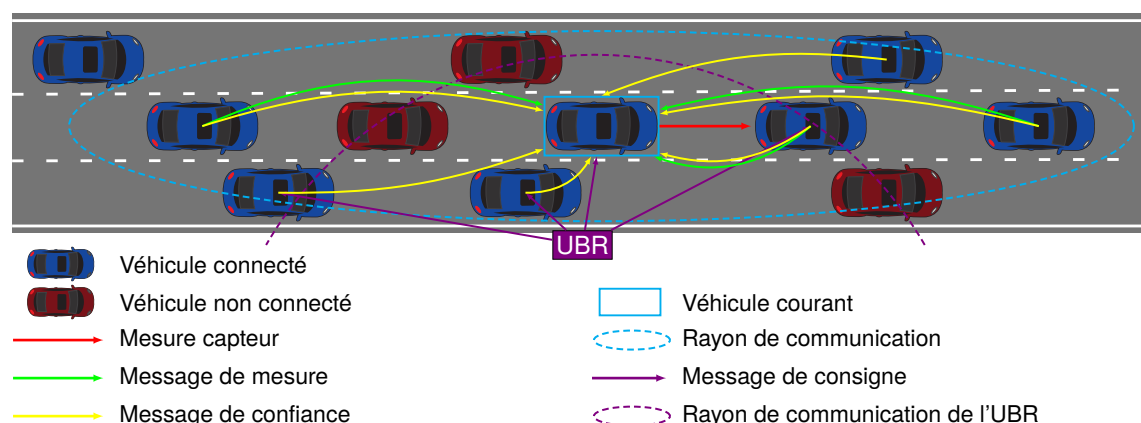 UBR
Véhicule connecté
Véhicule non connecté
Véhicule courant
Mesure capteur
Rayon de communication
Message de mesure
Message de consigne
Message de confiance
Rayon de communication de l'UBR